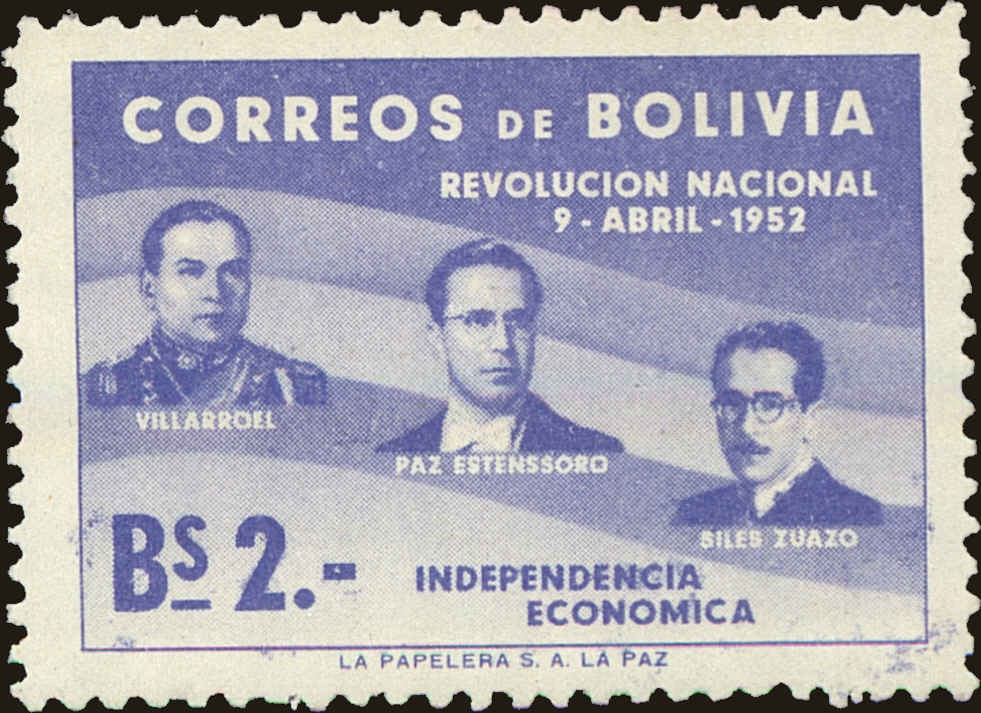 CORREOS DE BOLIVIA
REVOLUCION NACIONAL
9 - ABRIL - 1952
VILLARROEL
PAZ ESTENSSORO
SILES ZUAZO
Bs 2.-
INDEPENDENCIA
ECONOMICA
LA PAPELERA S. A. LA PAZ